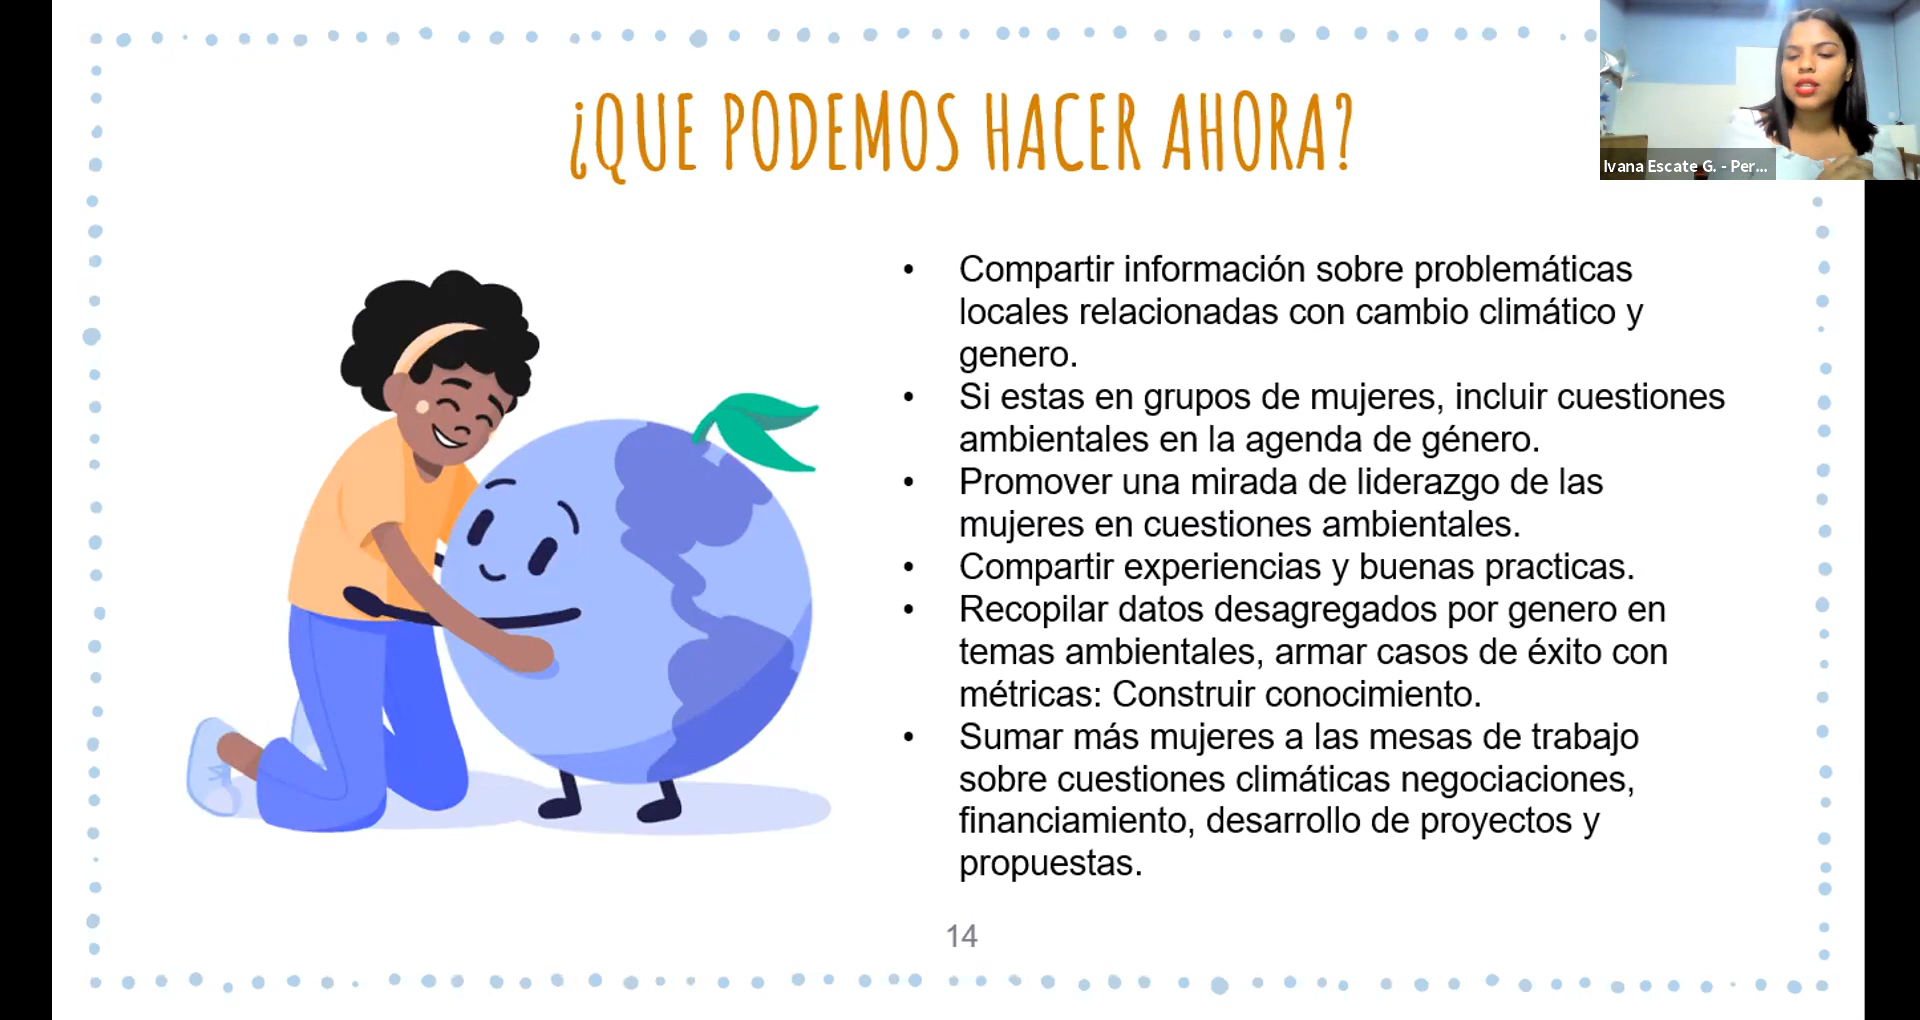 ¿QUE PODEMOS HACER AHORA?
Ivana Escate G. - Per...
• Compartir información sobre problemáticas
locales relacionadas con cambio climático y
genero.
• Si estas en grupos de mujeres, incluir cuestiones
ambientales en la agenda de género.
• Promover una mirada de liderazgo de las
mujeres en cuestiones ambientales.
• Compartir experiencias y buenas practicas.
• Recopilar datos desagregados por genero en
temas ambientales, armar casos de éxito con
métricas: Construir conocimiento.
• Sumar más mujeres a las mesas de trabajo
sobre cuestiones climáticas negociaciones,
financiamiento, desarrollo de proyectos y
propuestas.
14